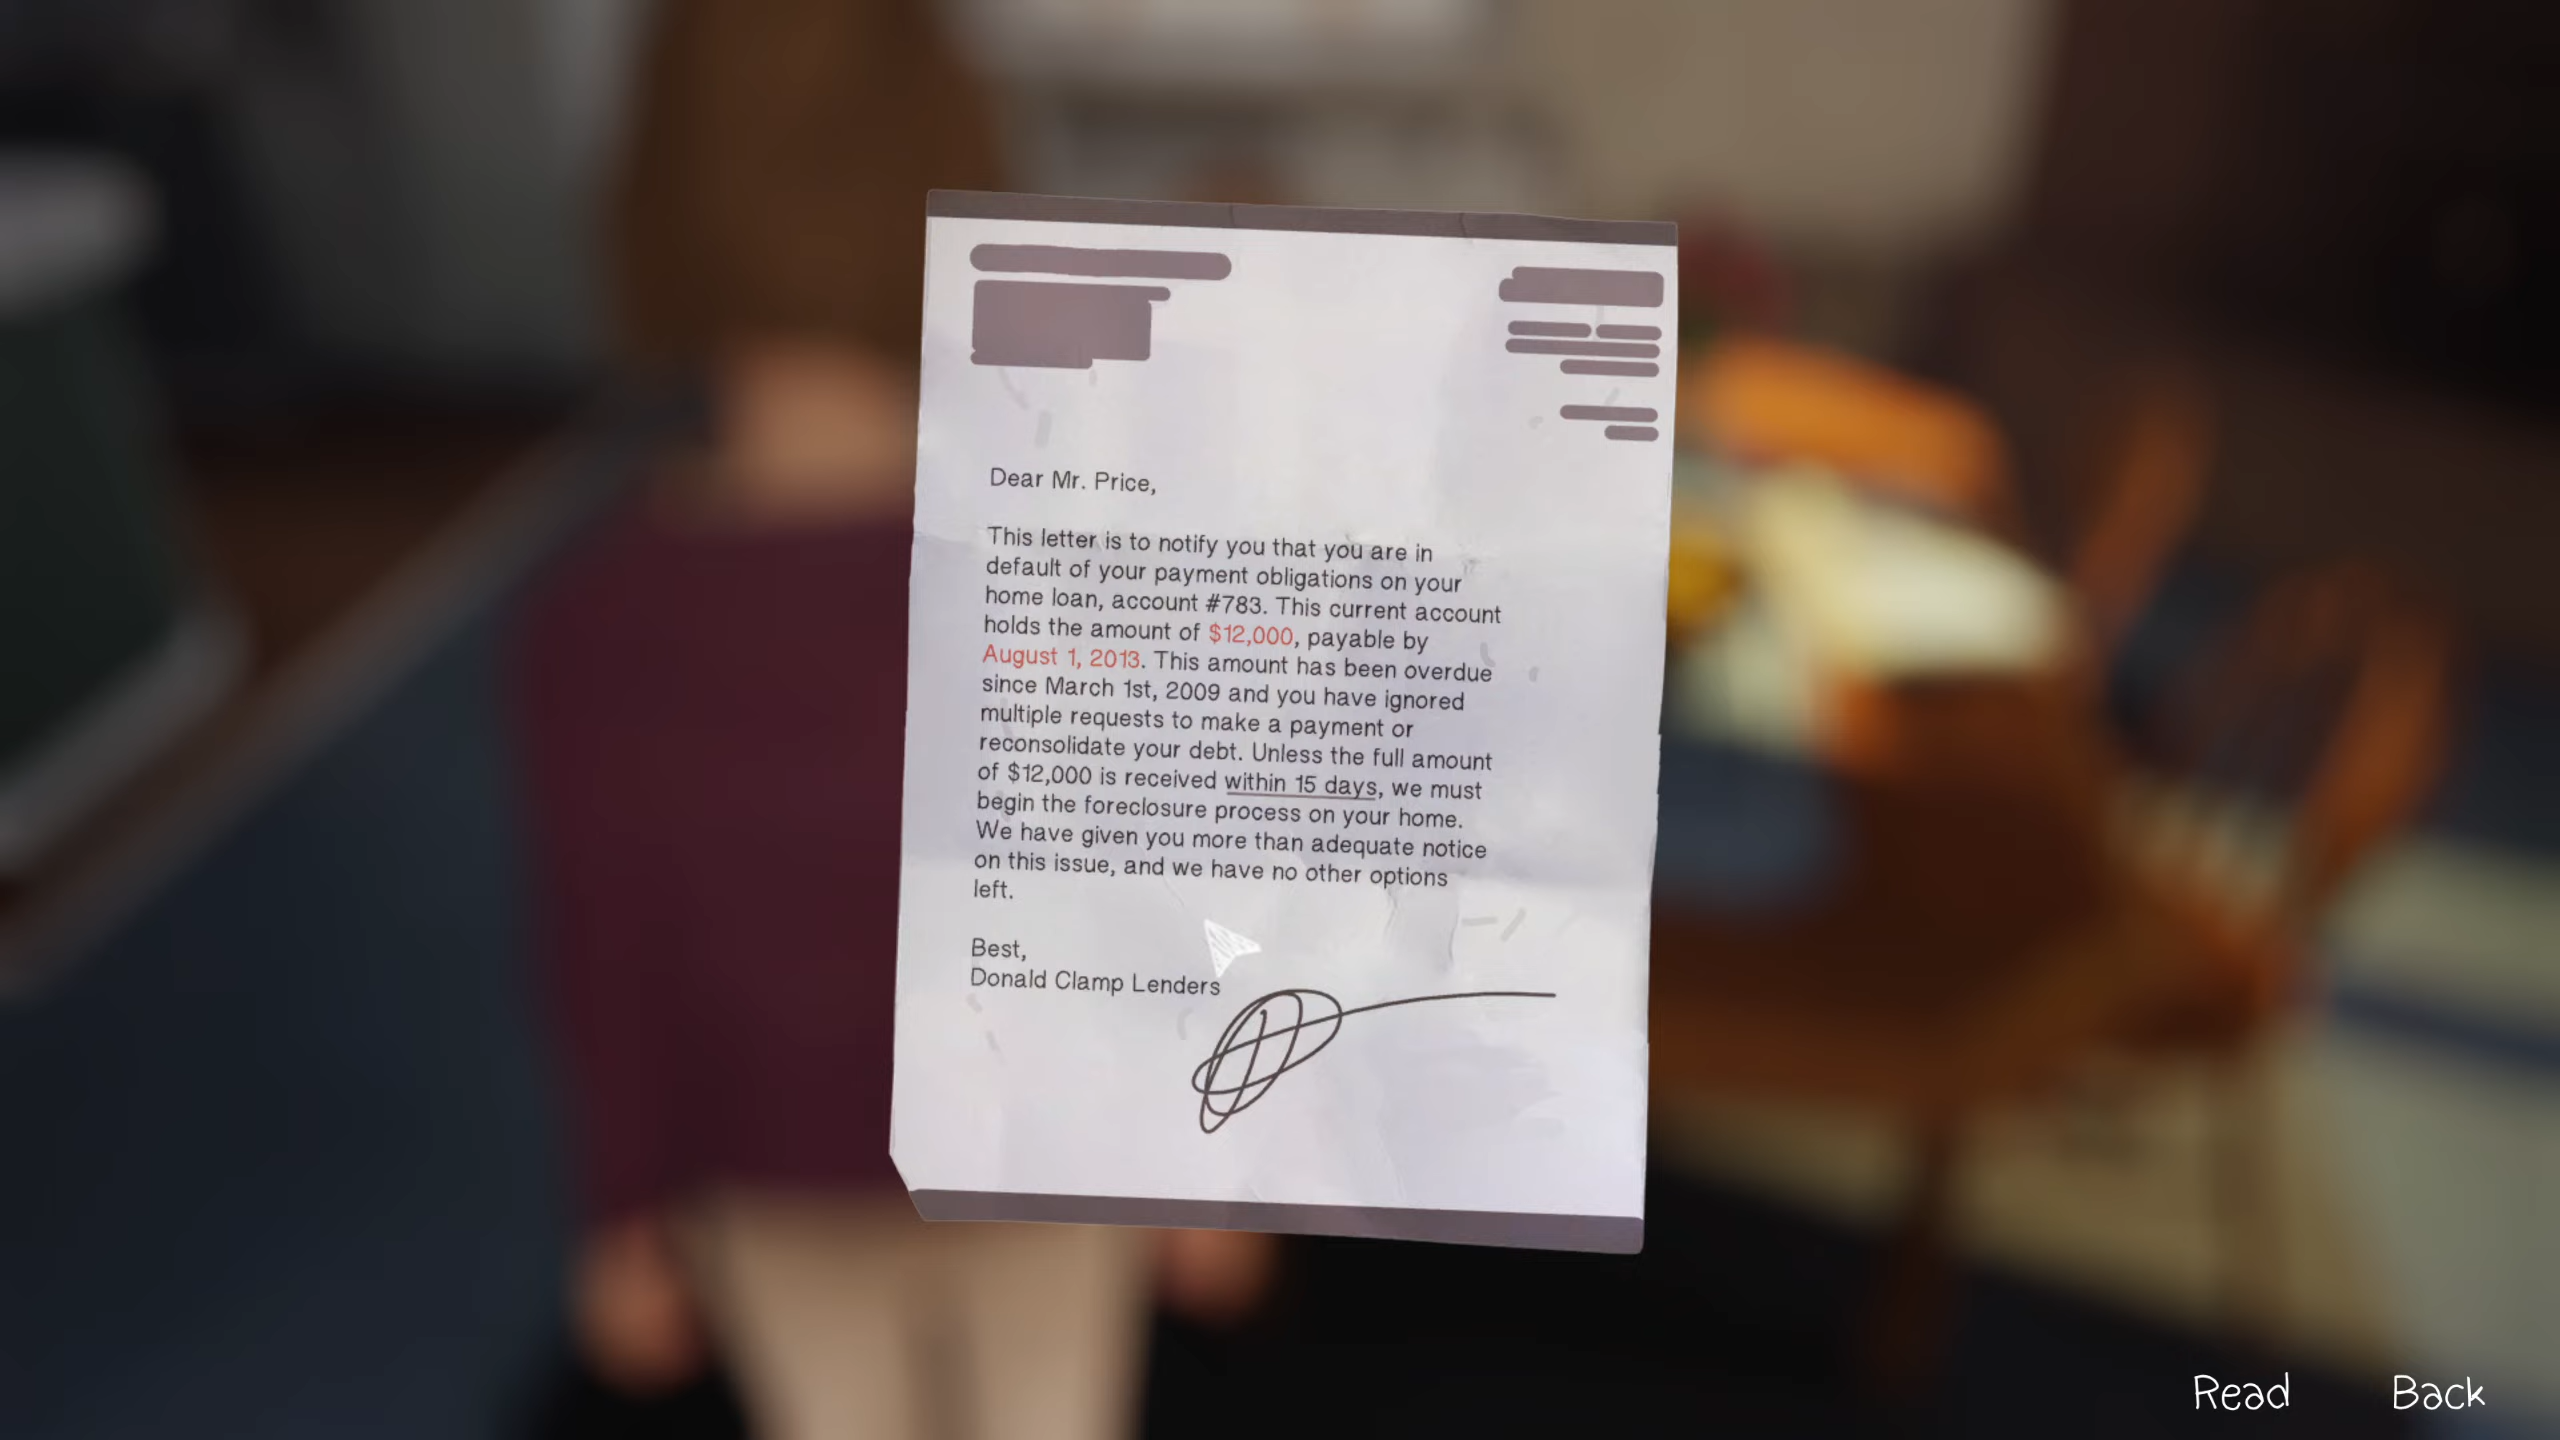 Dear Mr. Price,
This letter is to notify you that you are in
default of your payment obligations on your
home loan, account #783. This current account
holds the amount of $12,000, payable by
August 1, 2013. This amount has been overdue
since March 1st, 2009 and you have ignored
multiple requests to make a payment or
reconsolidate your debt. Unless the full amount
of $12,000 is received within 15 days, we must
begin the foreclosure process on your home.
We have given you more than adequate notice
on this issue, and we have no other options
left.
Best,
Donald Clamp Lenders
Read
Back